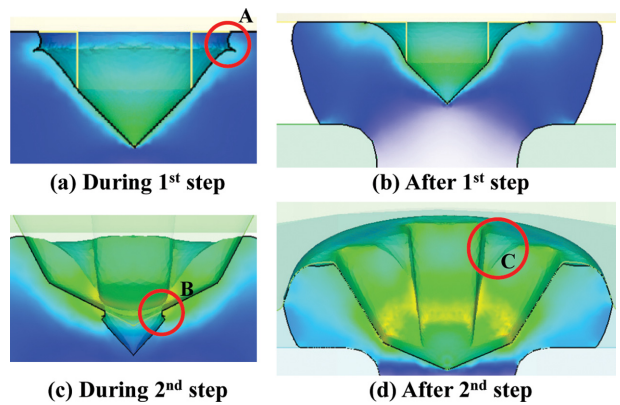 A
(a) During 1st step
(b) After 1st step
B
(c) During 2nd step
C
(d) After 2nd step